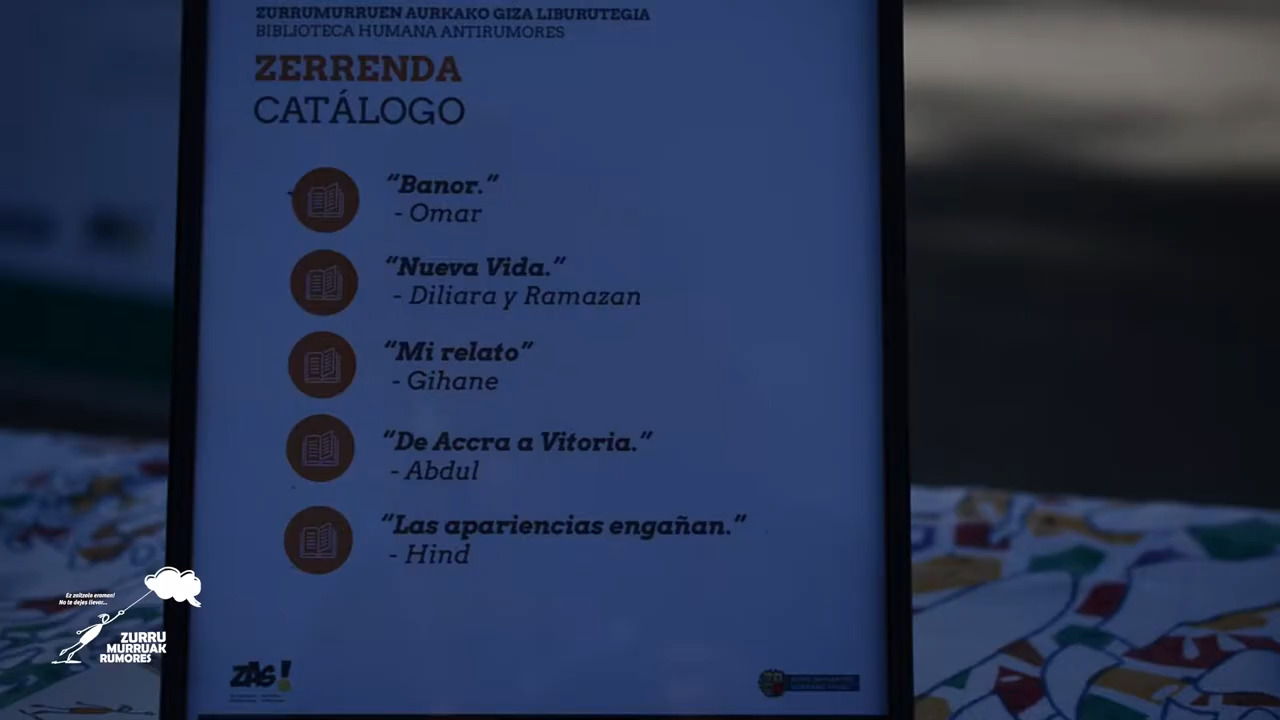 ZURRUMURRUEN AURKAKO GIZA LIBURUTEGIA
BIBLIOTECA HUMANA ANTIRUMORES
ZERRENDA
CATÁLOGO
“Banor.”
- Omar
“Nueva Vida.”
- Diliara y Ramazan
“Mi relato”
- Gihane
“De Accra a Vitoria.”
- Abdul
“Las apariencias engañan.”
- Hind
Ez zaitzala eraman!
No te dejes llevar...
ZURRU
MURRUAK
RUMORES
ZAS!